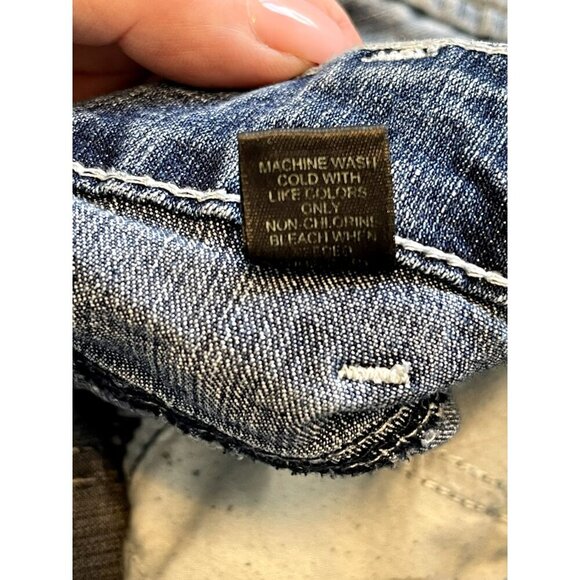 MACHINE WASH
COLD WITH
LIKE COLORS
ONLY
NON-CHLORINE
BLEACH WHEN